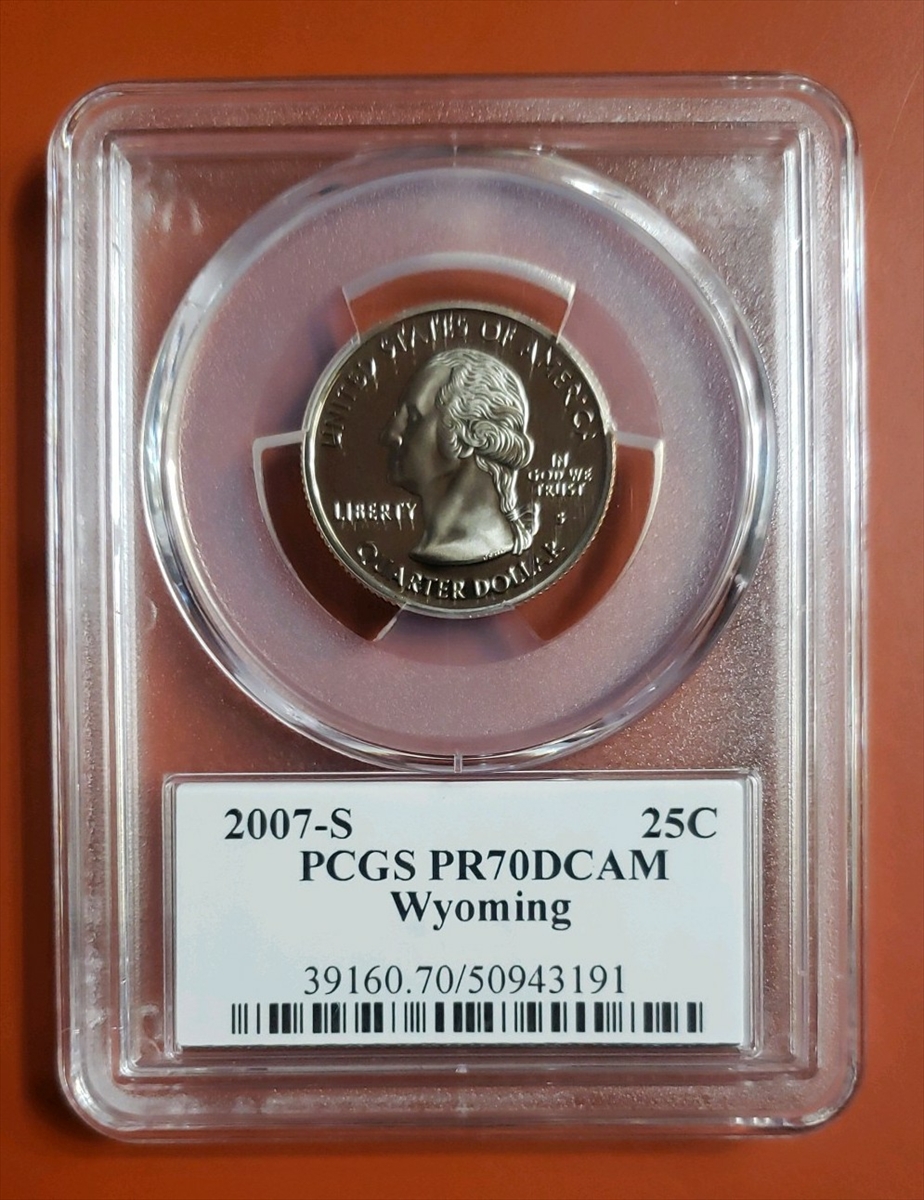 UNITED STATES OF AMERICA
IN
GOD WE
TRUST
LIBERTY
S
QUARTER DOLLAR
2007-S 25C
PCGS PR70DCAM
Wyoming
39160.70/50943191